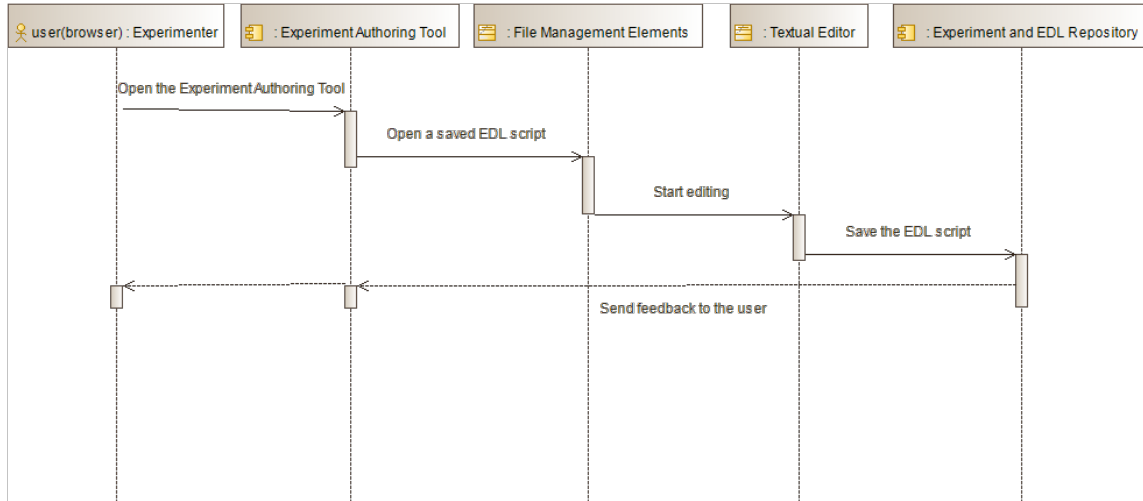 user(browser) : Experimenter
: Experiment Authoring Tool
: File Management Elements
: Textual Editor
: Experiment and EDL Repository
Open the Experiment Authoring Tool
Open a saved EDL script
Start editing
Save the EDL script
Send feedback to the user